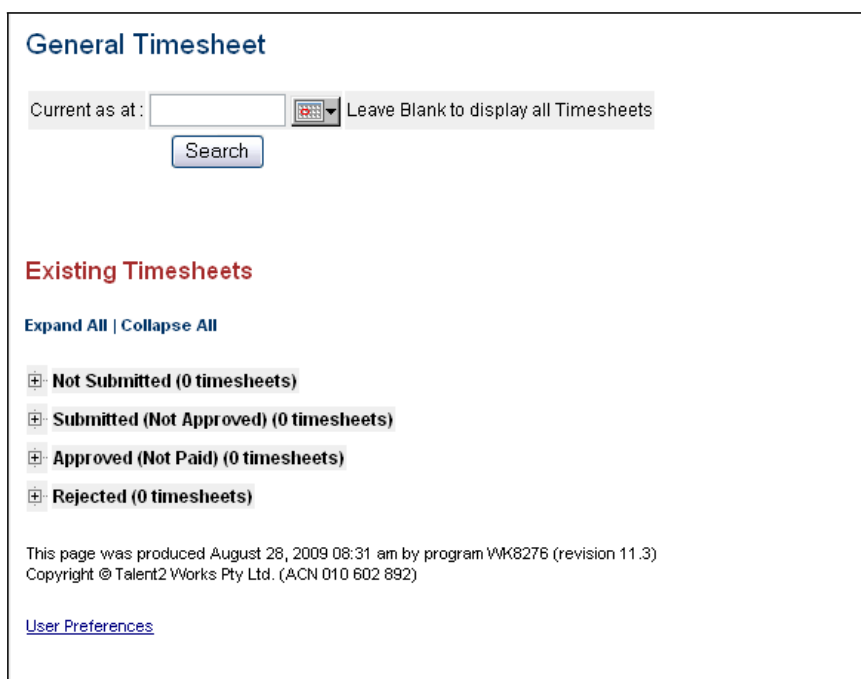 General Timesheet
Current as at : Leave Blank to display all Timesheets
Search
Existing Timesheets
Expand All | Collapse All
Not Submitted (0 timesheets)
Submitted (Not Approved) (0 timesheets)
Approved (Not Paid) (0 timesheets)
Rejected (0 timesheets)
This page was produced August 28, 2009 08:31 am by program WK8276 (revision 11.3)
Copyright © Talent2 Works Pty Ltd. (ACN 010 602 892)
User Preferences